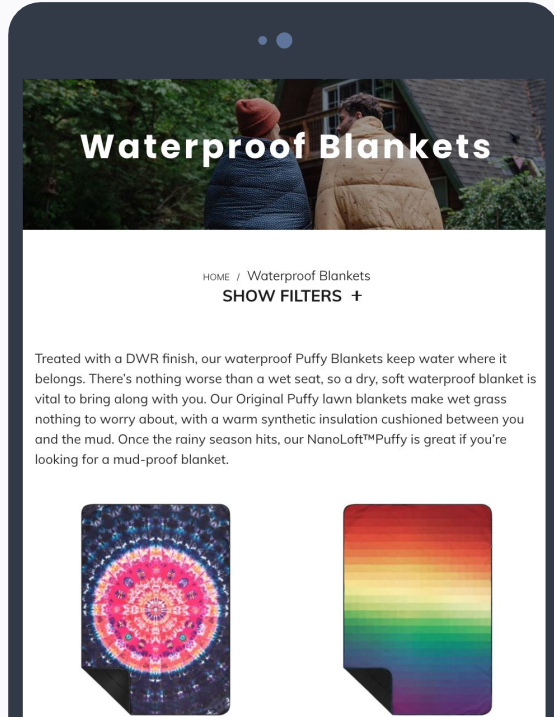 Waterproof Blankets
HOME / Waterproof Blankets
SHOW FILTERS +
Treated with a DWR finish, our waterproof Puffy Blankets keep water where it
belongs. There’s nothing worse than a wet seat, so a dry, soft waterproof blanket is
vital to bring along with you. Our Original Puffy lawn blankets make wet grass
nothing to worry about, with a warm synthetic insulation cushioned between you
and the mud. Once the rainy season hits, our NanoLoft™Puffy is great if you’re
looking for a mud-proof blanket.